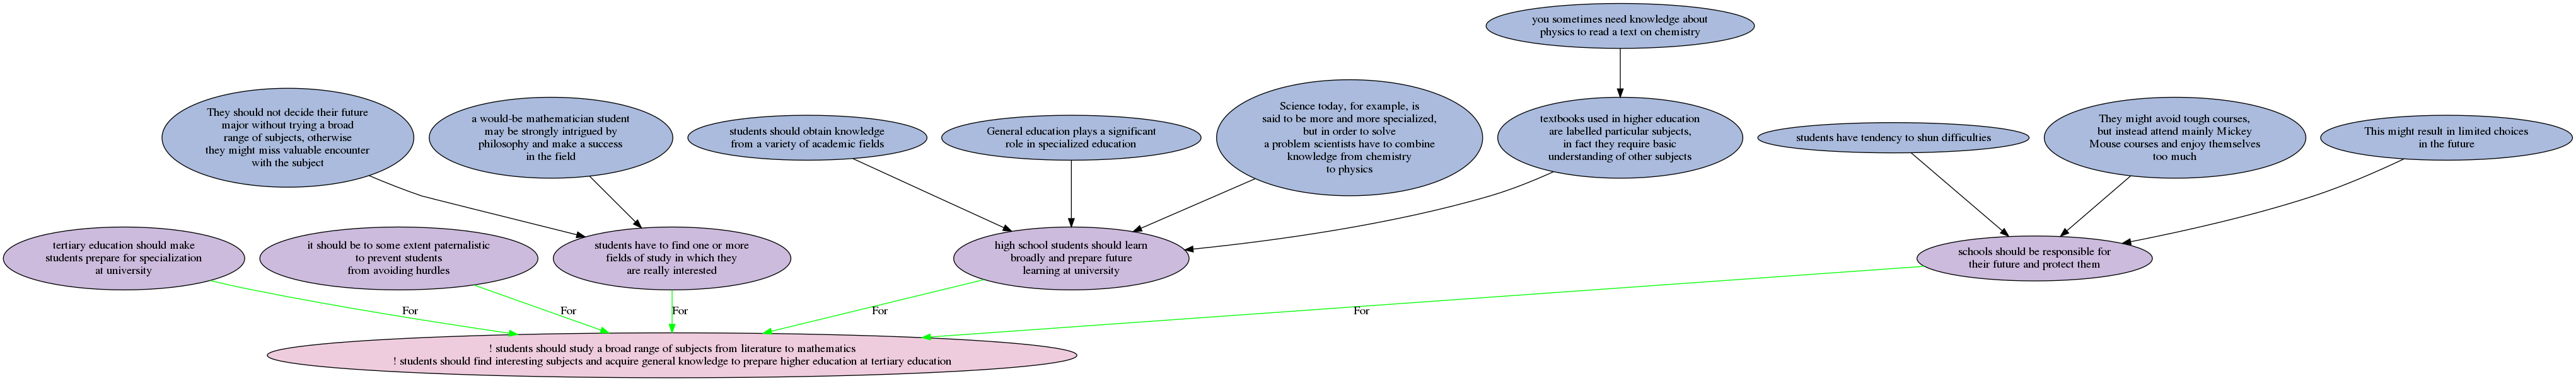 you sometimes need knowledge about
physics to read a text on chemistry
They should not decide their future
major without trying a broad
range of subjects, otherwise
they might miss valuable encounter
with the subject
a would-be mathematician student
may be strongly intrigued by
philosophy and make a success
in the field
students should obtain knowledge
from a variety of academic fields
General education plays a significant
role in specialized education
Science today, for example, is
said to be more and more specialized,
but in order to solve
a problem scientists have to combine
knowledge from chemistry
to physics
textbooks used in higher education
are labelled particular subjects,
in fact they require basic
understanding of other subjects
students have tendency to shun difficulties
They might avoid tough courses,
but instead attend mainly Mickey
Mouse courses and enjoy themselves
too much
This might result in limited choices
in the future
tertiary education should make
students prepare for specialization
at university
it should be to some extent paternalistic
to prevent students
from avoiding hurdles
students have to find one or more
fields of study in which they
are really interested
high school students should learn
broadly and prepare future
learning at university
schools should be responsible for
their future and protect them
For
For
For
For
For
! students should study a broad range of subjects from literature to mathematics
! students should find interesting subjects and acquire general knowledge to prepare higher education at tertiary education